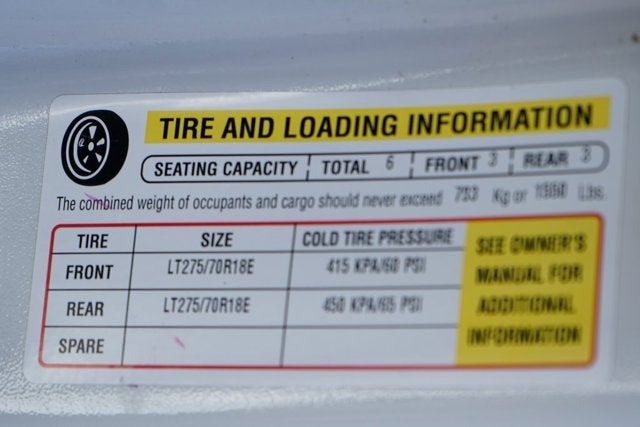 TIRE AND LOADING INFORMATION
SEATING CAPACITY TOTAL 6 FRONT 3 REAR 3
The combined weight of occupants and cargo should never exceed Kg or Lbs.
TIRE SIZE COLD TIRE PRESSURE
FRONT LT275/70R18E 415 KPA/60 PSI
REAR LT275/70R18E 450 KPA/65 PSI
SPARE
SEE OWNER'S
MANUAL FOR
ADDITIONAL
INFORMATION